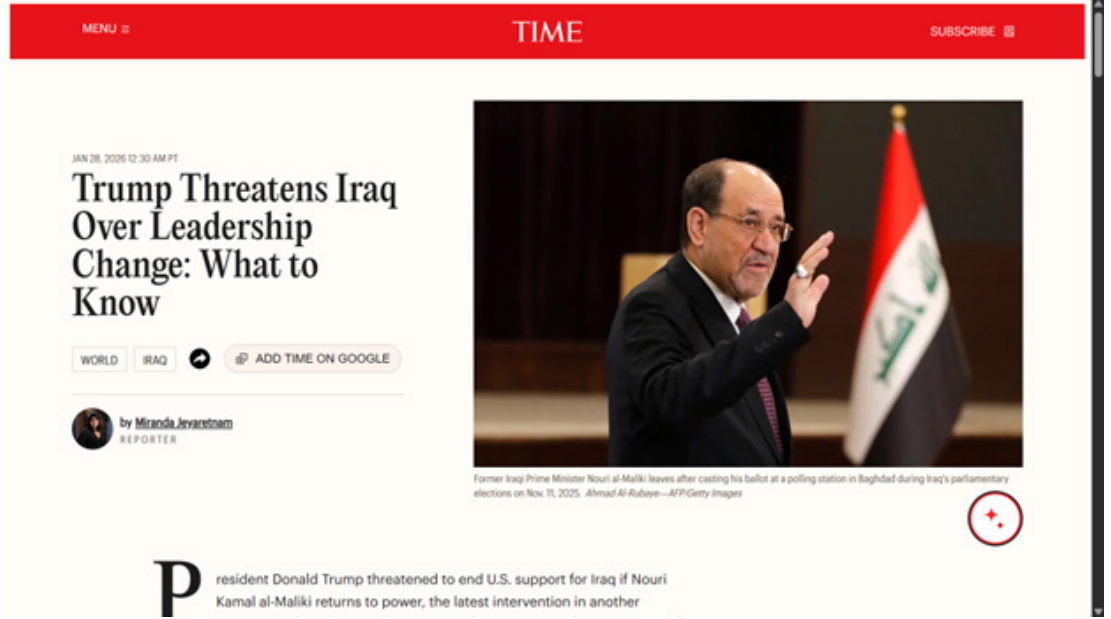 MENU
TIME
SUBSCRIBE
JAN 28, 2026 12:30 AM PT
Trump Threatens Iraq
Over Leadership
Change: What to
Know
WORLD
IRAQ
ADD TIME ON GOOGLE
by Miranda Jeyaretnam
REPORTER
Former Iraqi Prime Minister Nouri al-Maliki leaves after casting his ballot at a polling station in Baghdad during Iraq's parliamentary
elections on Nov. 11, 2025. Ahmad Al-Rubaye—AFP/Getty Images
President Donald Trump threatened to end U.S. support for Iraq if Nouri
Kamal al-Maliki returns to power, the latest intervention in another